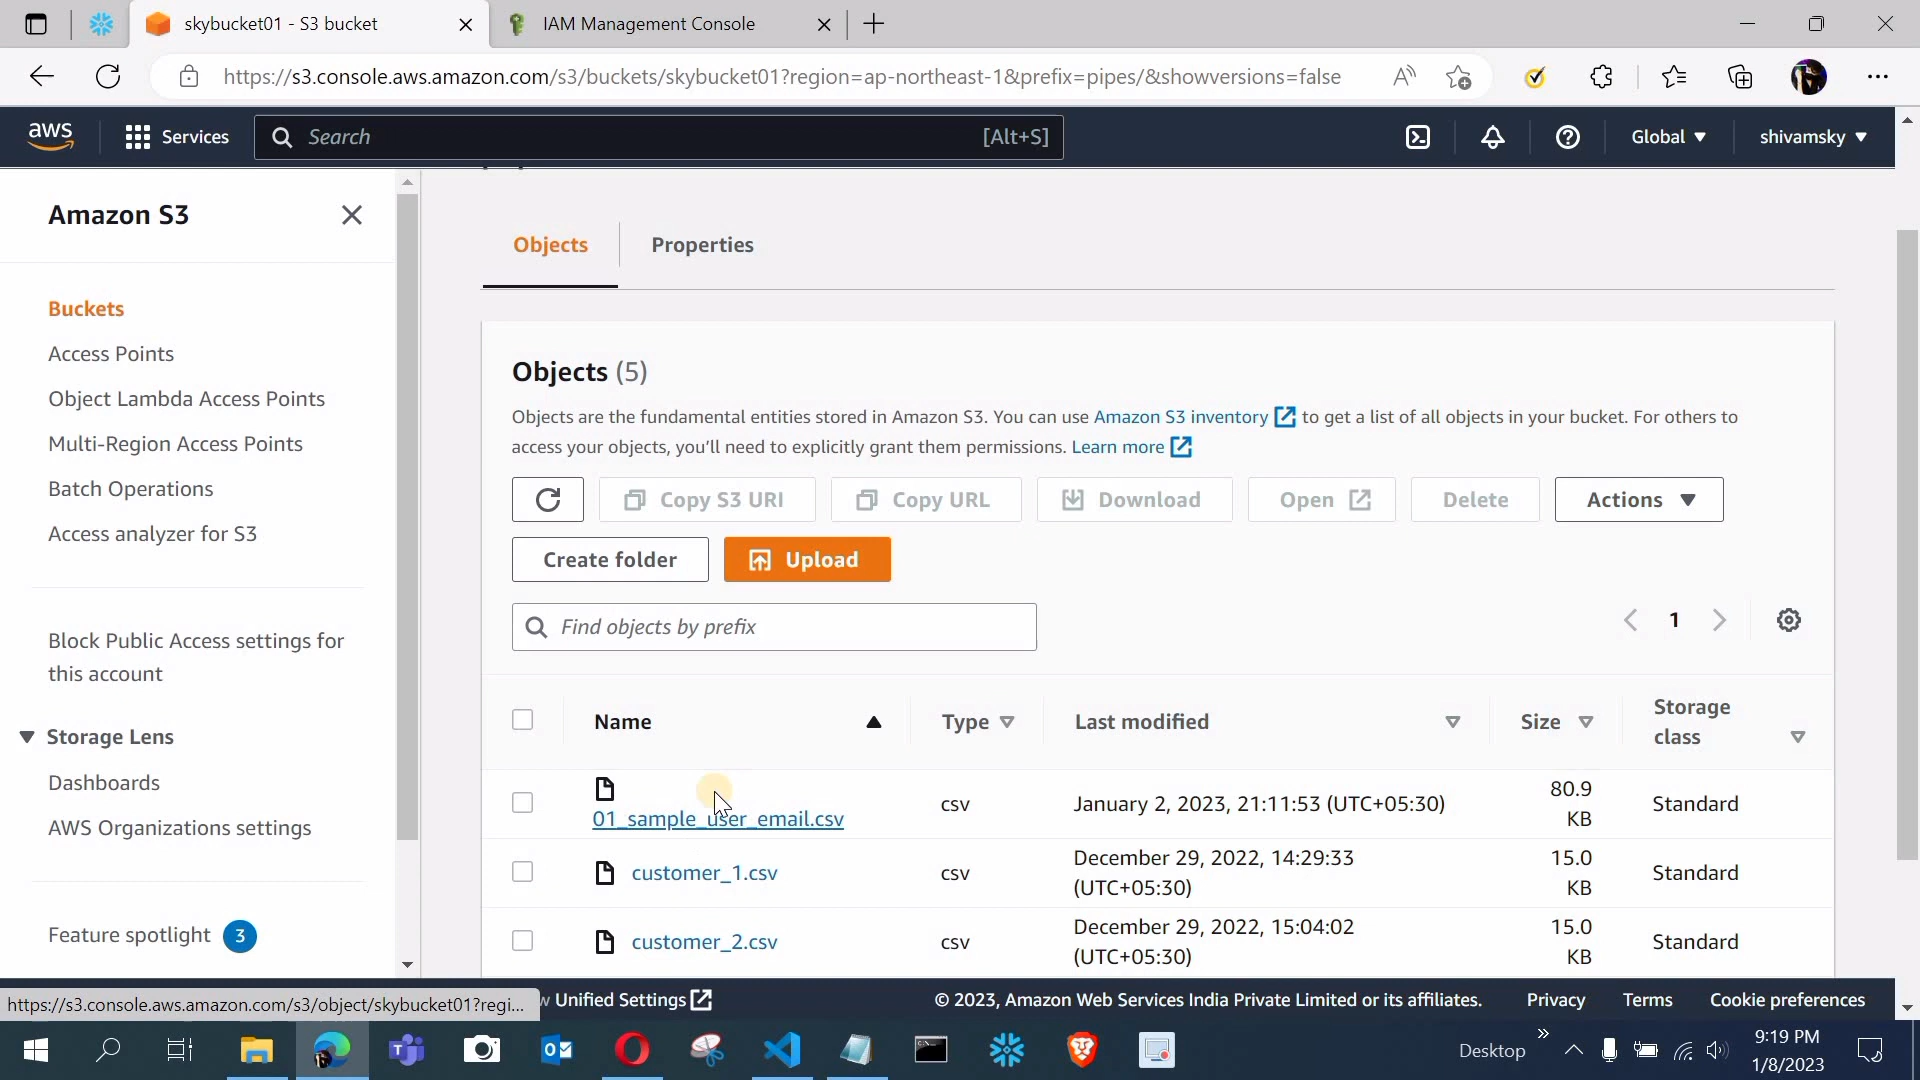 skybucket01 - S3 bucket
IAM Management Console
https://s3.console.aws.amazon.com/s3/buckets/skybucket01?region=ap-northeast-1&prefix=pipes/&showversions=false
aws
Services
Search
[Alt+S]
Global
shivamsky
Amazon S3
Buckets
Access Points
Object Lambda Access Points
Multi-Region Access Points
Batch Operations
Access analyzer for S3
Block Public Access settings for
this account
Storage Lens
Dashboards
AWS Organizations settings
Feature spotlight 3
Objects
Properties
Objects (5)
Objects are the fundamental entities stored in Amazon S3. You can use Amazon S3 inventory to get a list of all objects in your bucket. For others to
access your objects, you'll need to explicitly grant them permissions. Learn more
Copy S3 URI
Copy URL
Download
Open
Delete
Actions
Create folder
Upload
Find objects by prefix
1
Name
Type
Last modified
Size
Storage
class
01_sample_user_email.csv
csv
January 2, 2023, 21:11:53 (UTC+05:30)
80.9
KB
Standard
customer_1.csv
csv
December 29, 2022, 14:29:33
(UTC+05:30)
15.0
KB
Standard
customer_2.csv
csv
December 29, 2022, 15:04:02
(UTC+05:30)
15.0
KB
Standard
https://s3.console.aws.amazon.com/s3/object/skybucket01?regi...
Unified Settings
© 2023, Amazon Web Services India Private Limited or its affiliates.
Privacy
Terms
Cookie preferences
Desktop
9:19 PM
1/8/2023